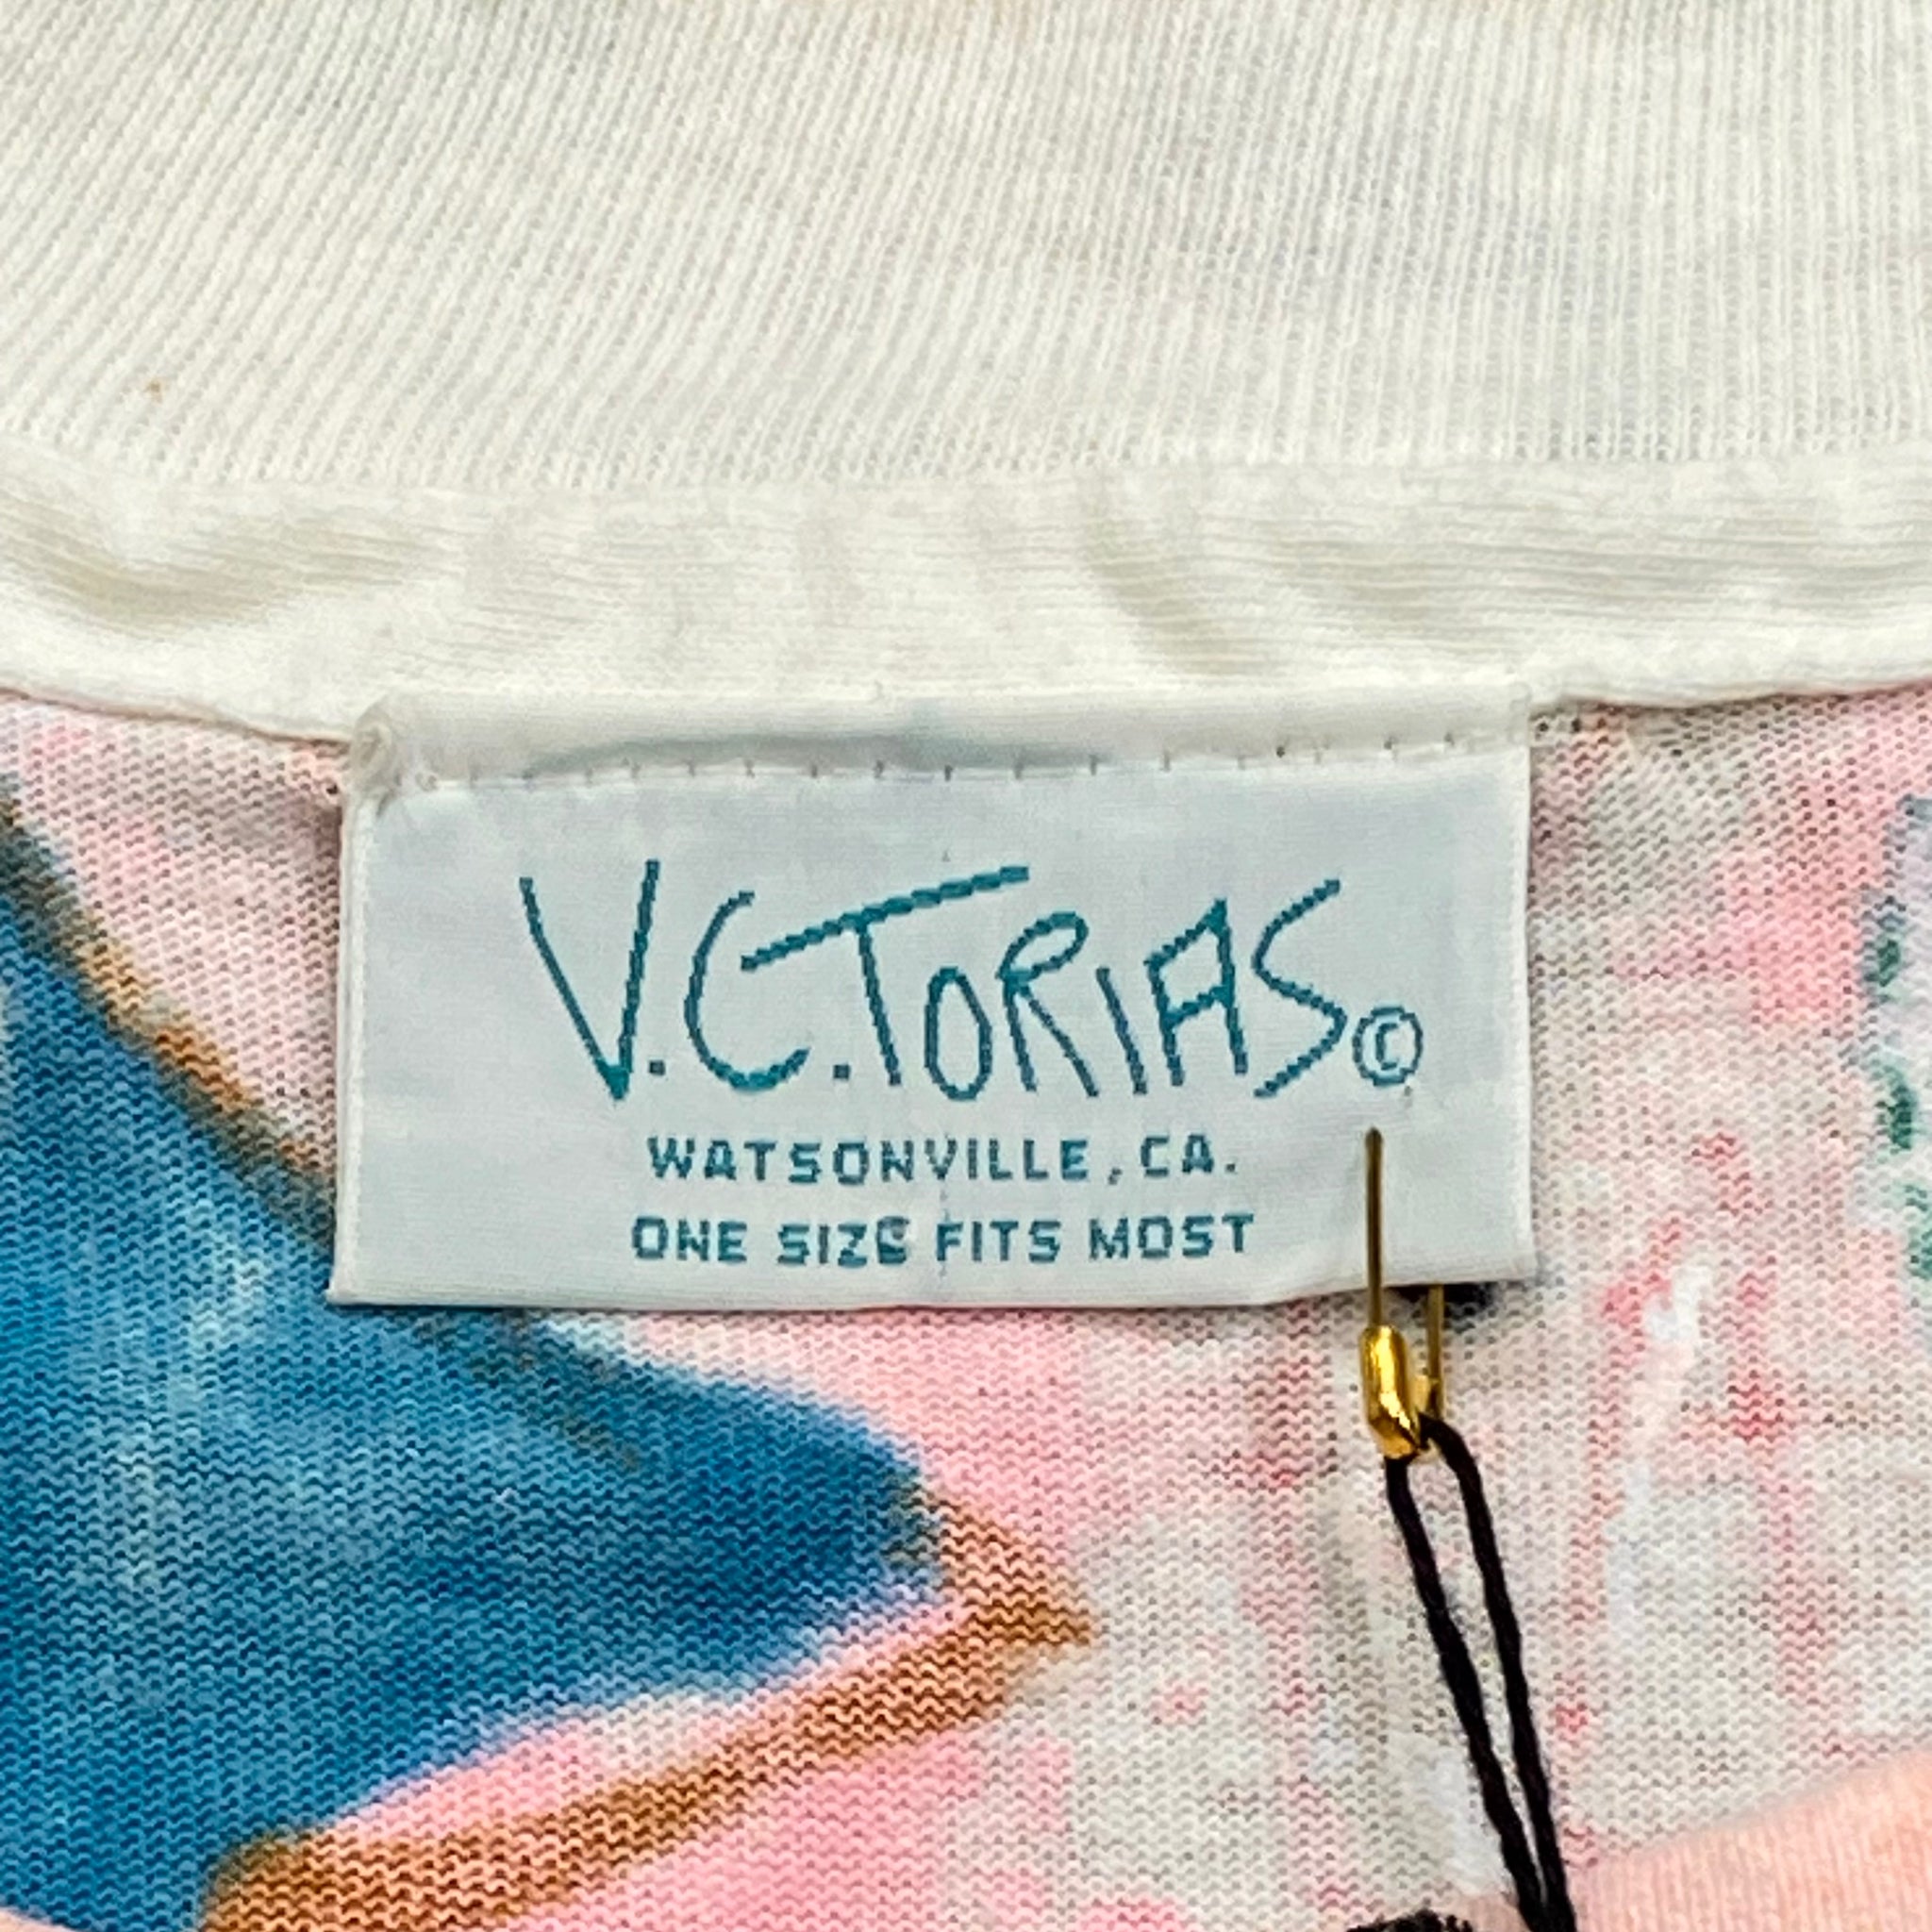 V.C.TORIAS©
WATSONVILLE, CA.
ONE SIZE FITS MOST